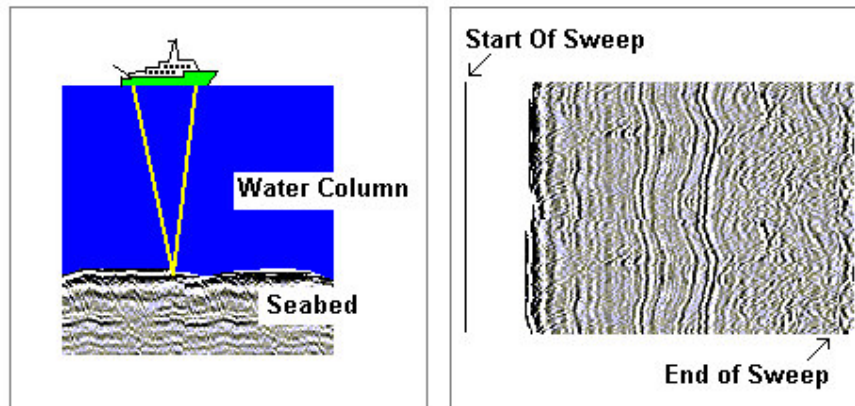 Water Column
Seabed
Start Of Sweep
End of Sweep